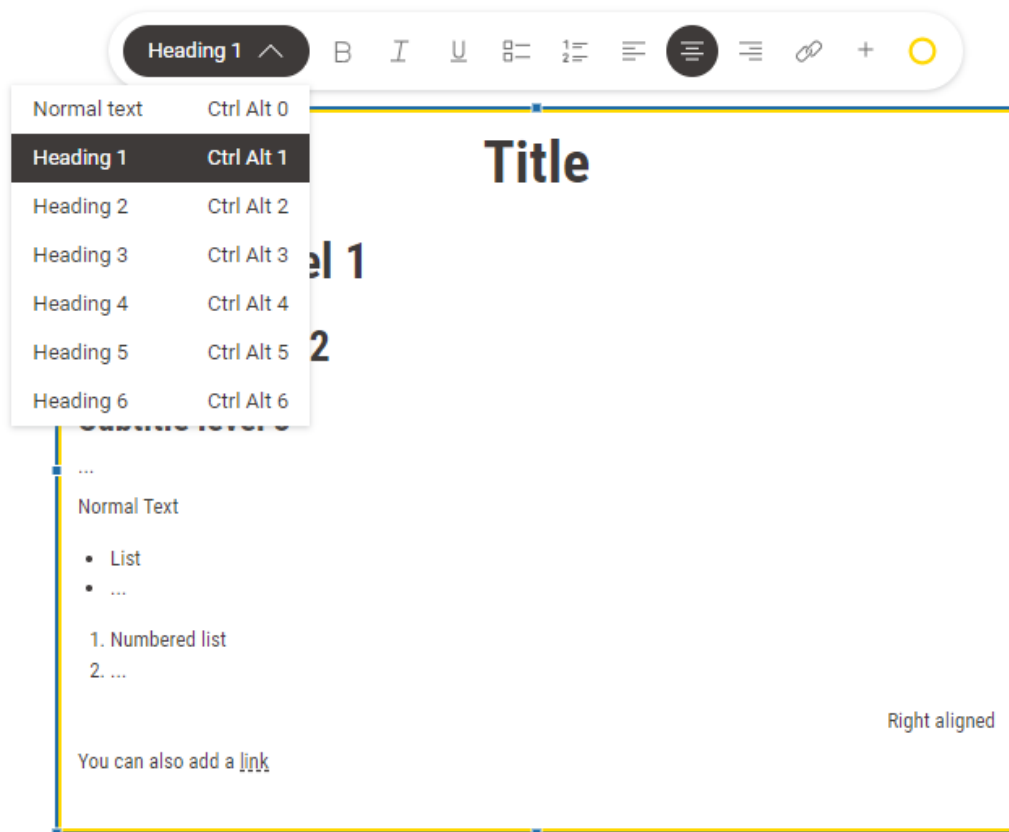 Heading 1
B I U
Normal text Ctrl Alt 0
Heading 1 Ctrl Alt 1
Heading 2 Ctrl Alt 2
Heading 3 Ctrl Alt 3
Heading 4 Ctrl Alt 4
Heading 5 Ctrl Alt 5
Heading 6 Ctrl Alt 6
Title
el 1
2
...
Normal Text
• List
• ...
1. Numbered list
2. ...
Right aligned
You can also add a link